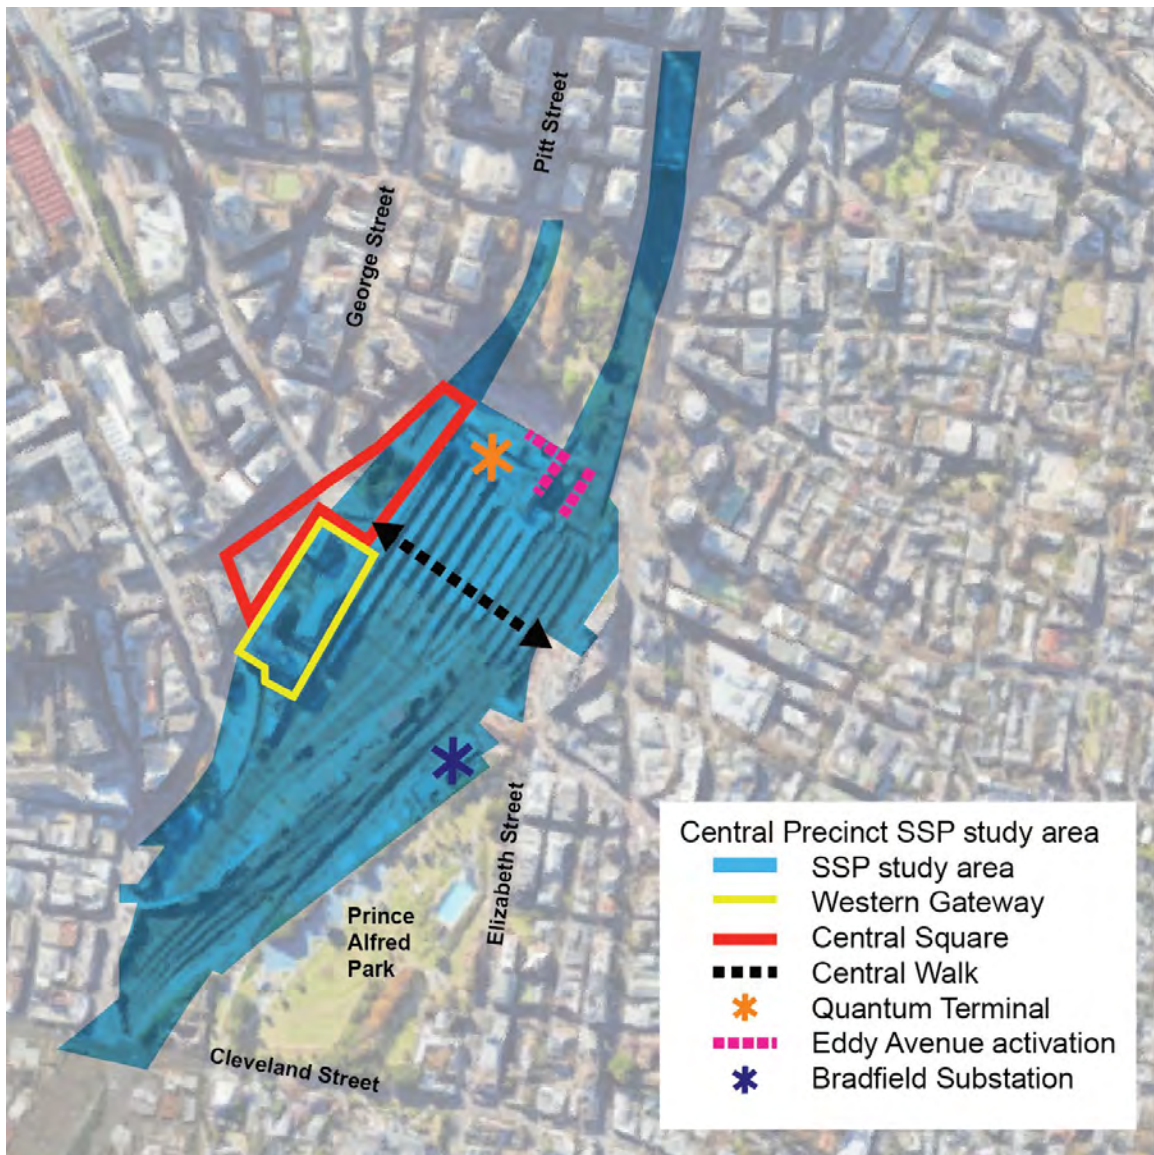 Pitt Street
George Street
Elizabeth Street
Prince
Alfred
Park
Cleveland Street
Central Precinct SSP study area
SSP study area
Western Gateway
Central Square
Central Walk
Quantum Terminal
Eddy Avenue activation
Bradfield Substation